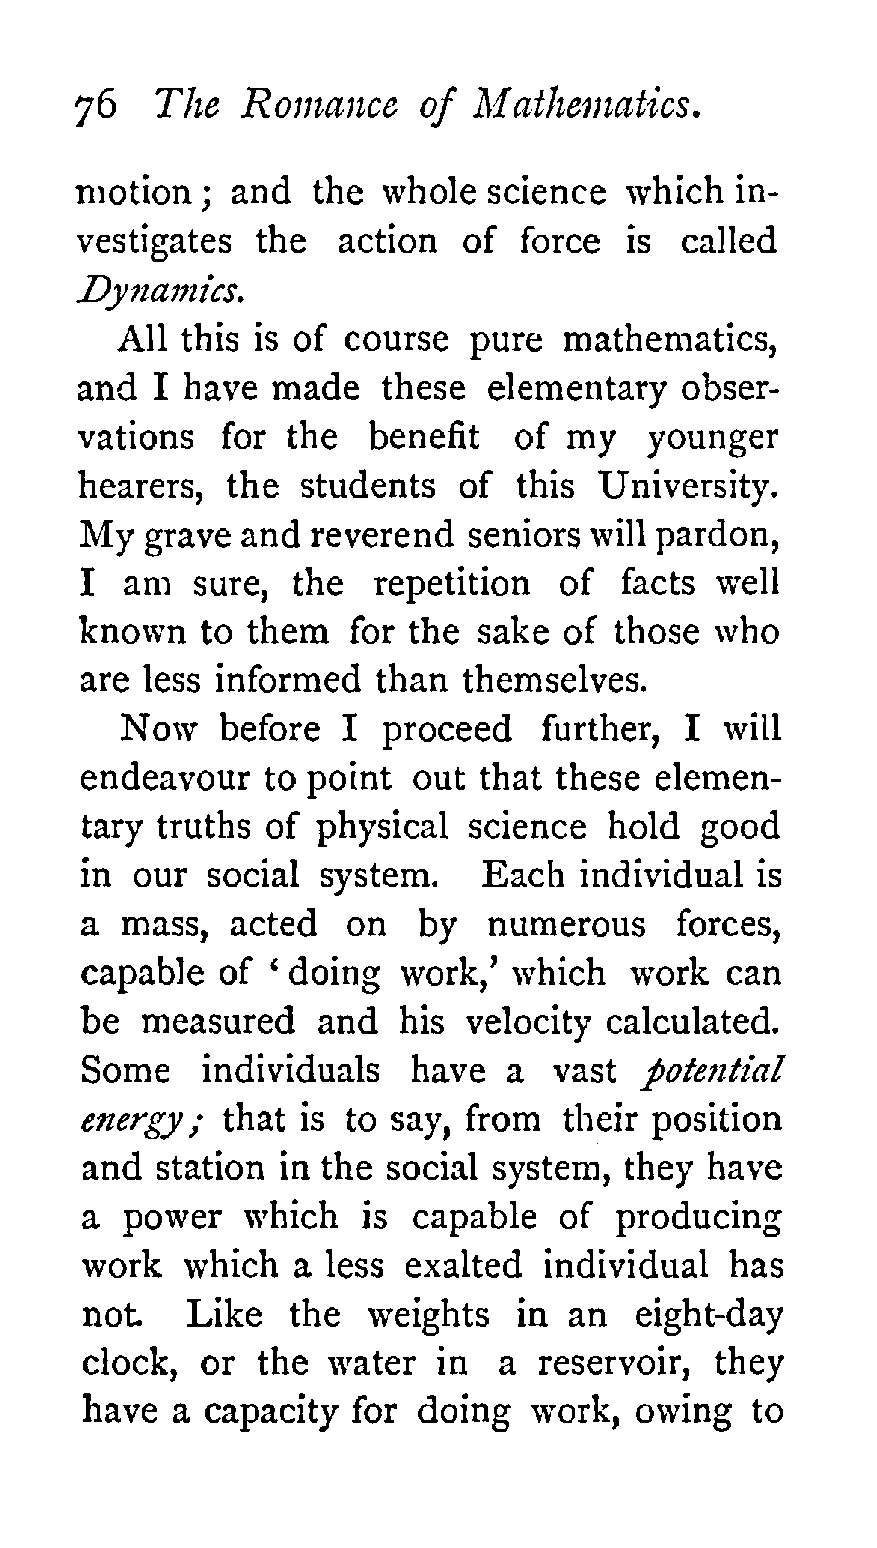 76 The Romance of Mathematics.
motion ; and the whole science which in-
vestigates the action of force is called
Dynamics.
All this is of course pure mathematics,
and I have made these elementary obser-
vations for the benefit of my younger
hearers, the students of this University.
My grave and reverend seniors will pardon,
I am sure, the repetition of facts well
known to them for the sake of those who
are less informed than themselves.
Now before I proceed further, I will
endeavour to point out that these elemen-
tary truths of physical science hold good
in our social system. Each individual is
a mass, acted on by numerous forces,
capable of ‘ doing work,’ which work can
be measured and his velocity calculated.
Some individuals have a vast potential
energy ; that is to say, from their position
and station in the social system, they have
a power which is capable of producing
work which a less exalted individual has
not. Like the weights in an eight-day
clock, or the water in a reservoir, they
have a capacity for doing work, owing to